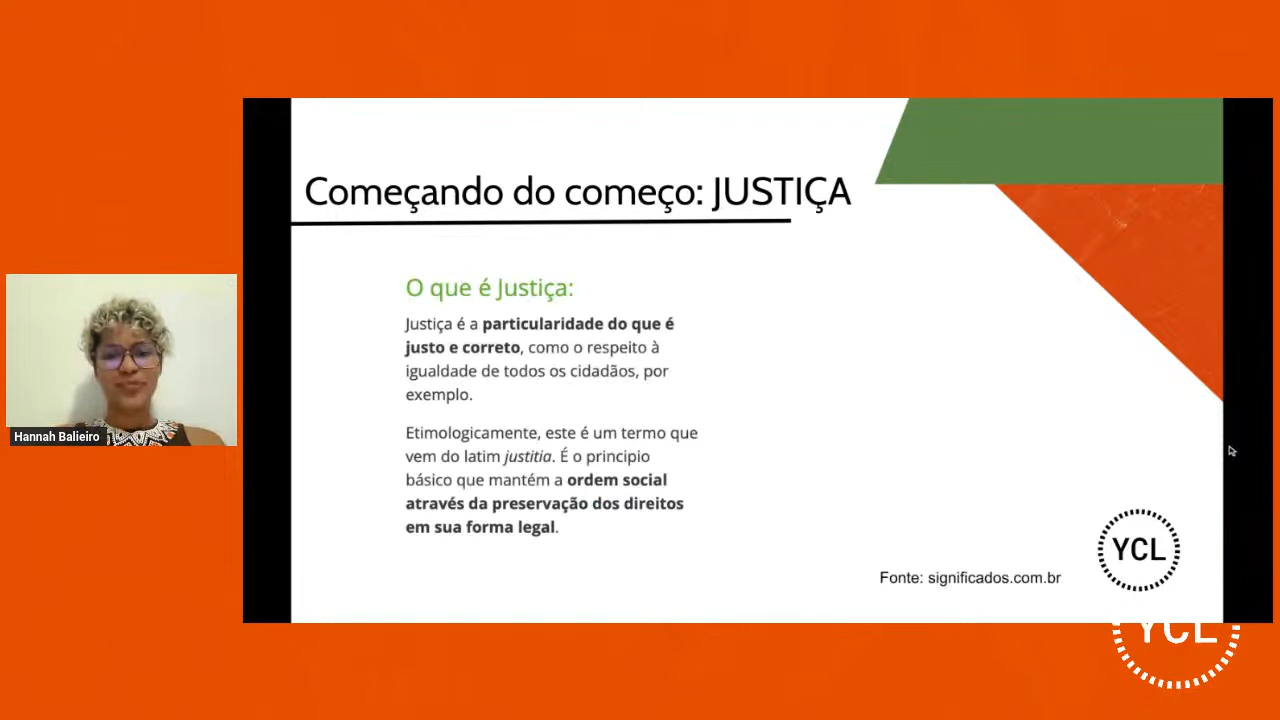 Começando do começo: JUSTIÇA
O que é Justiça:
Justiça é a particularidade do que é
justo e correto, como o respeito à
igualdade de todos os cidadãos, por
exemplo.
Etimologicamente, este é um termo que
vem do latim justitia. É o principio
básico que mantém a ordem social
através da preservação dos direitos
em sua forma legal.
Hannah Balieiro
YCL
Fonte: significados.com.br
YCL